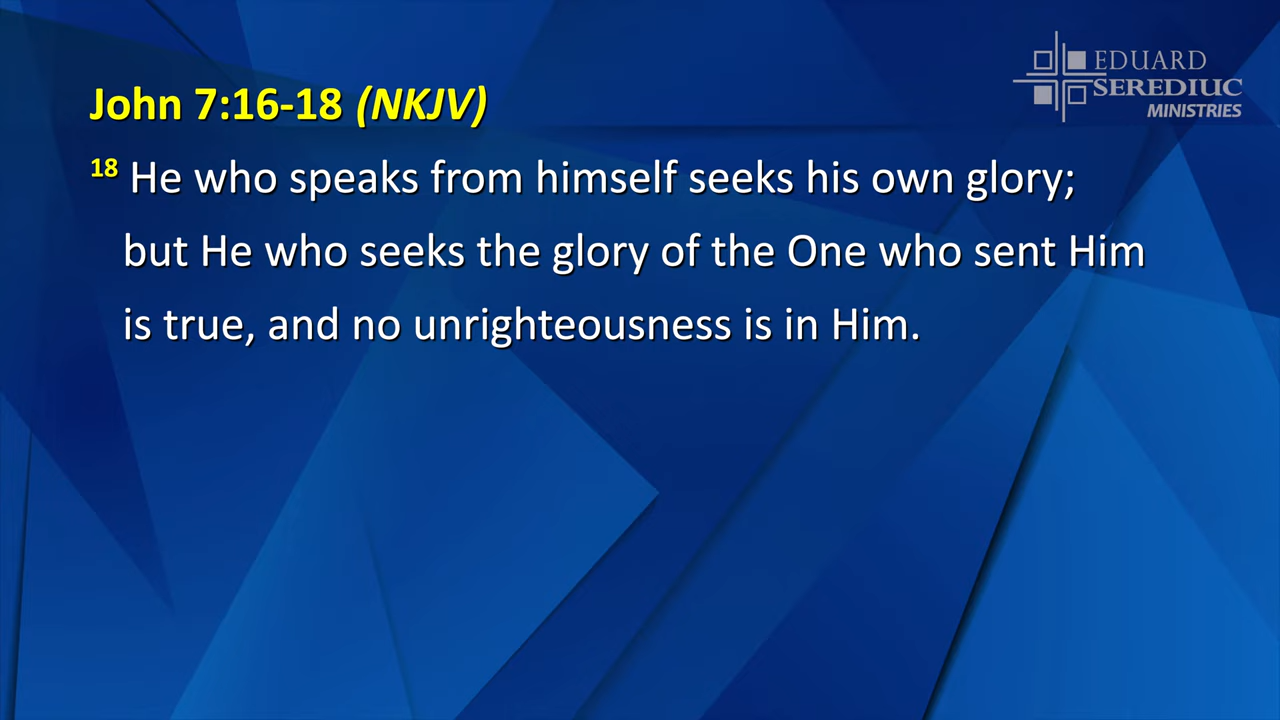 EDUARD
SEREDIUC
MINISTRIES
John 7:16-18 (NKJV)
18 He who speaks from himself seeks his own glory;
but He who seeks the glory of the One who sent Him
is true, and no unrighteousness is in Him.